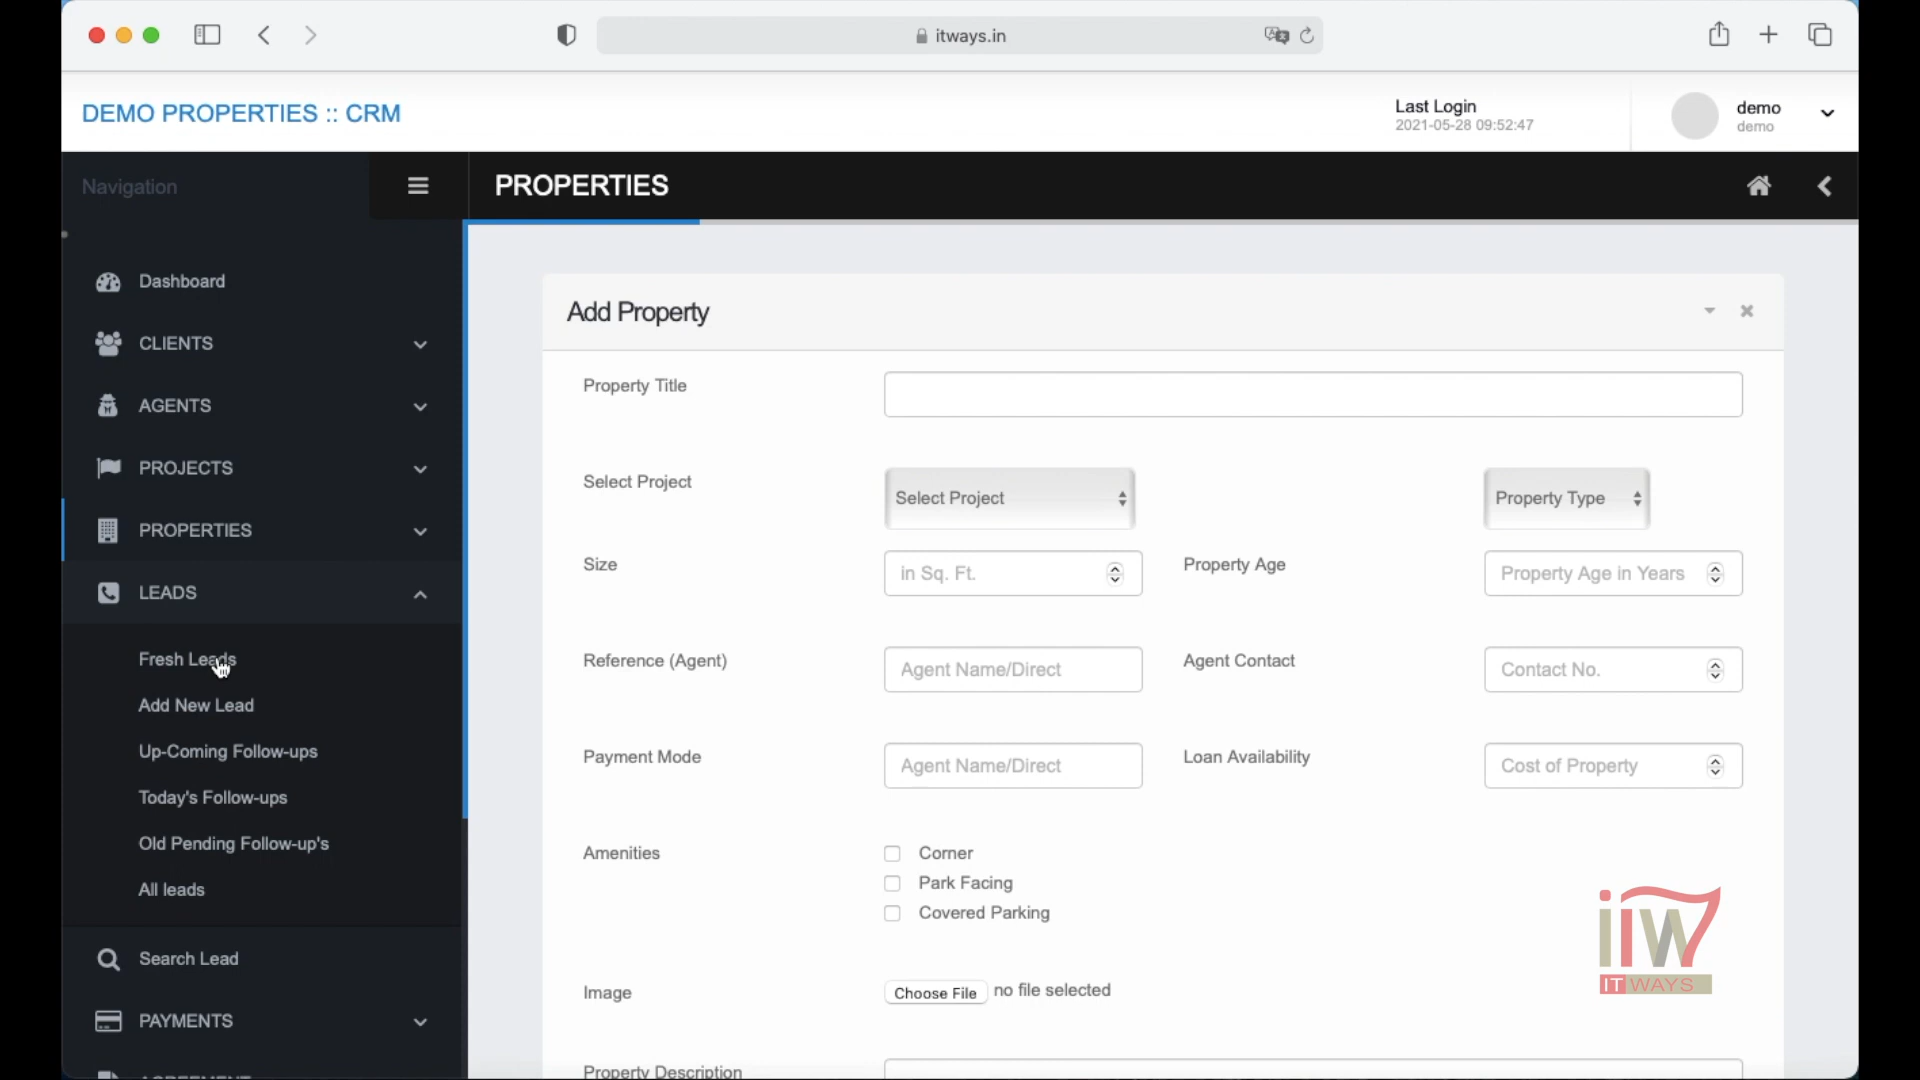 itways.in
DEMO PROPERTIES :: CRM
Last Login
2021-05-28 09:52:47
demo
demo
Navigation
PROPERTIES
Dashboard
CLIENTS
AGENTS
PROJECTS
PROPERTIES
LEADS
Fresh Leads
Add New Lead
Up-Coming Follow-ups
Today's Follow-ups
Old Pending Follow-up's
All leads
Search Lead
PAYMENTS
Add Property
Property Title
Select Project
Select Project
Property Type
Size
in Sq. Ft.
Property Age
Property Age in Years
Reference (Agent)
Agent Name/Direct
Agent Contact
Contact No.
Payment Mode
Agent Name/Direct
Loan Availability
Cost of Property
Amenities
Corner
Park Facing
Covered Parking
Image
Choose File no file selected
Property Description
IT WAYS